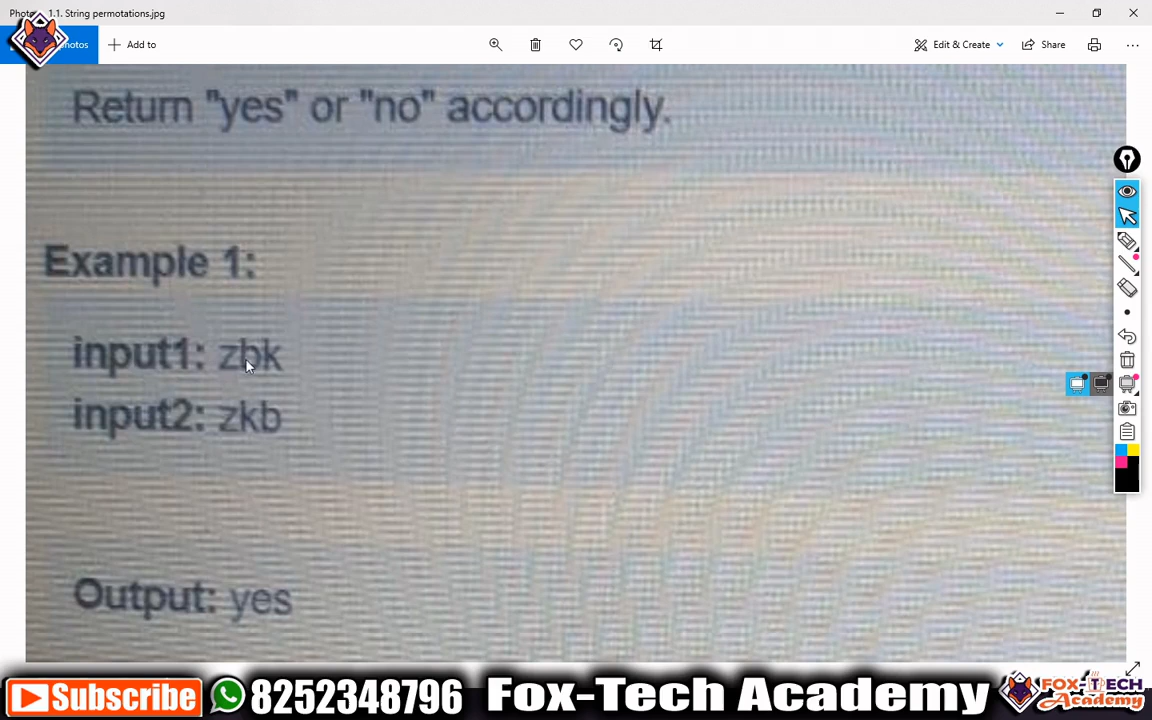 Photos - 1.1. String permotations.jpg
Add to
Edit & Create
Share
Return "yes" or "no" accordingly.
Example 1:
input1: zbk
input2: zkb
Output: yes
Subscribe
8252348796
Fox-Tech Academy
FOX-TECH
Academy